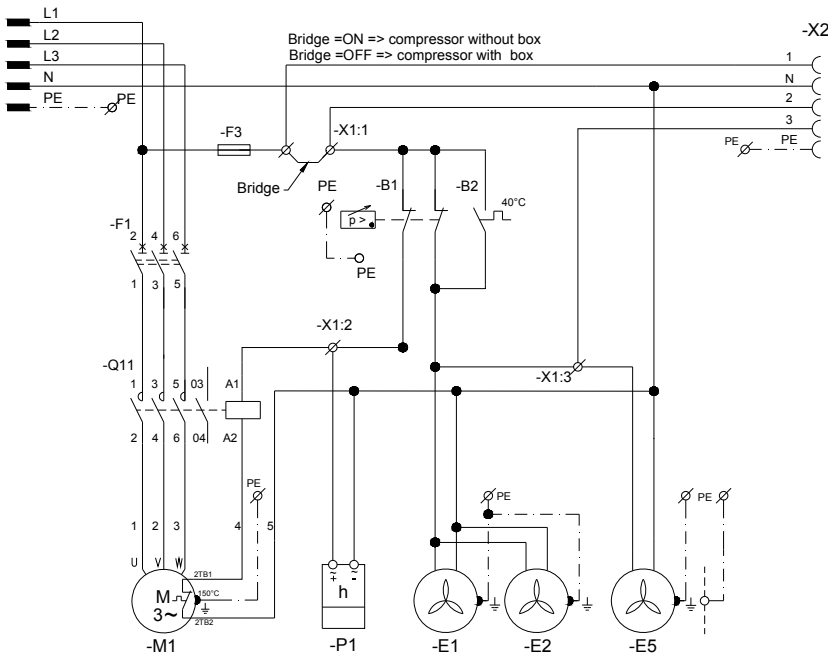 L1
-X2
L2
Bridge =ON => compressor without box
L3
Bridge =OFF => compressor with box
1
N
N
PE
PE
2
-F3
-X1:1
3
PE
PE
Bridge
PE
-B1
-B2
40°C
p >
-F1
2 4 6
PE
1 3 5
-X1:2
-Q11
-X1:3
1 3 5 03 A1
2 4 6 04 A2
PE
PE
PE
1 2 3 4 5
U V W
2TB1
M
3~
150°C
2TB2
~ ~
+ -
h
-M1
-P1
-E1
-E2
-E5